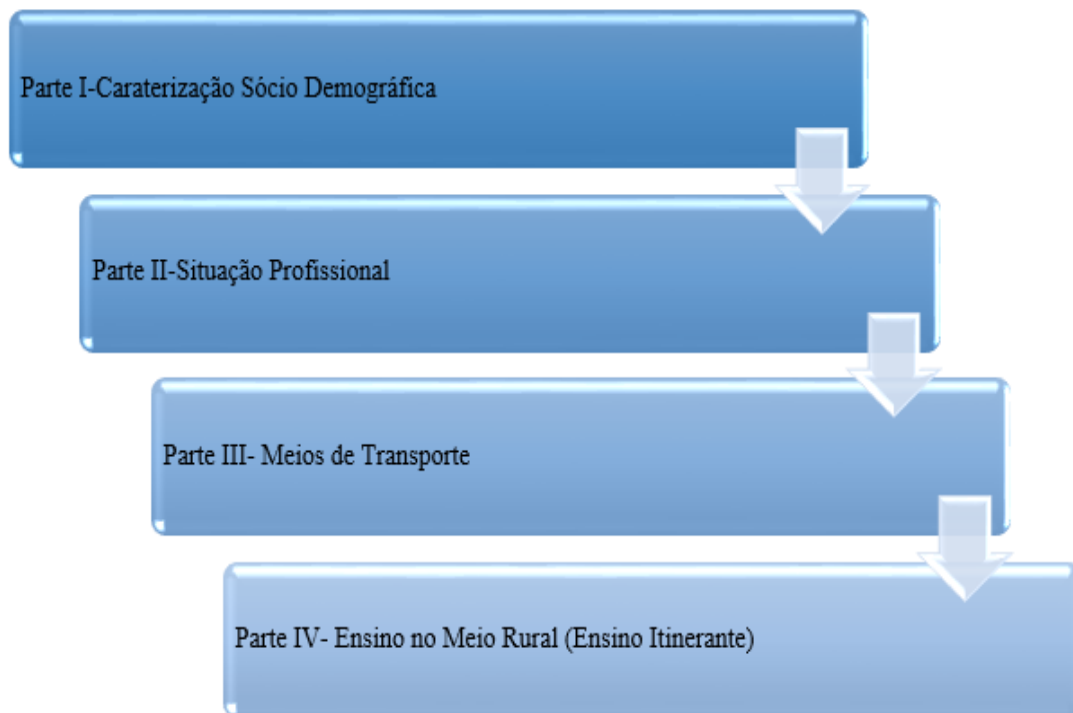 Parte I-Caraterização Sócio Demográfica
Parte II-Situação Profissional
Parte III- Meios de Transporte
Parte IV- Ensino no Meio Rural (Ensino Itinerante)